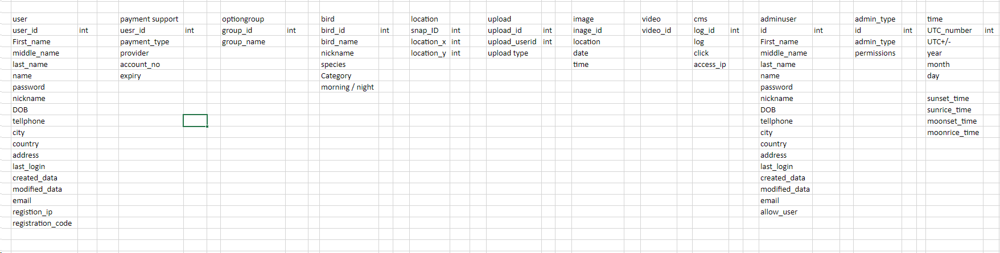 user payment support optiongroup bird location upload image video cms adminuser admin_type time
user_id int uesr_id int group_id int bird_id int snap_ID int upload_id int inage_id video_id log_id int id int id int UTC_number int
First_name payment_type group_name bird_name location_x int upload_userid int location log First_name admin_type UTC+/-
middle_name provider nickname location_y int upload type date click middle_name permissions year
last_name account_no species time access_ip last_name month
name expiry Category name day
password morning / night password
nickname nickname sunset_time
DOB DOB sunrice_time
tellphone tellphone moonset_time
city city moonrice_time
country country
address address
last_login last_login
created_data created_data
modified_data modified_data
email email
registion_ip allow_user
registration_code